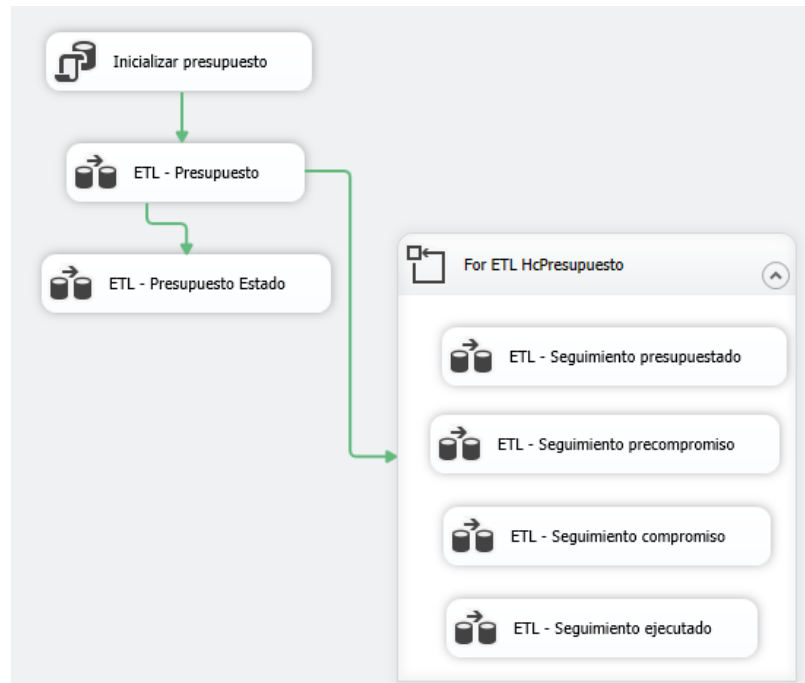 Inicializar presupuesto
ETL - Presupuesto
ETL - Presupuesto Estado
For ETL HcPresupuesto
ETL - Seguimiento presupuestado
ETL - Seguimiento precompromiso
ETL - Seguimiento compromiso
ETL - Seguimiento ejecutado